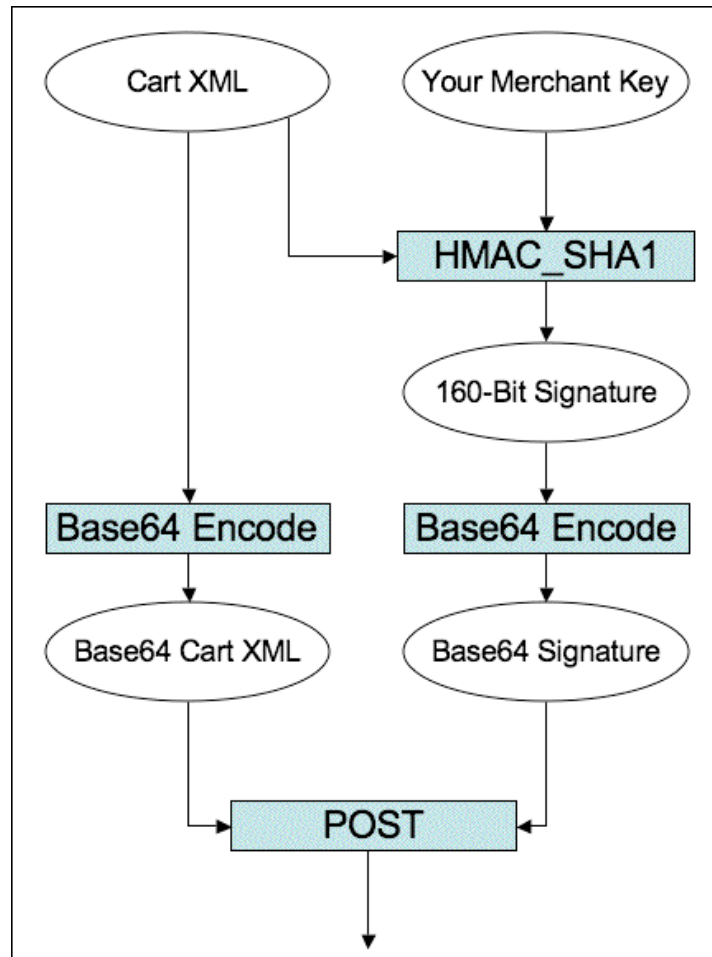 Cart XML
Your Merchant Key
HMAC_SHA1
160-Bit Signature
Base64 Encode
Base64 Encode
Base64 Cart XML
Base64 Signature
POST